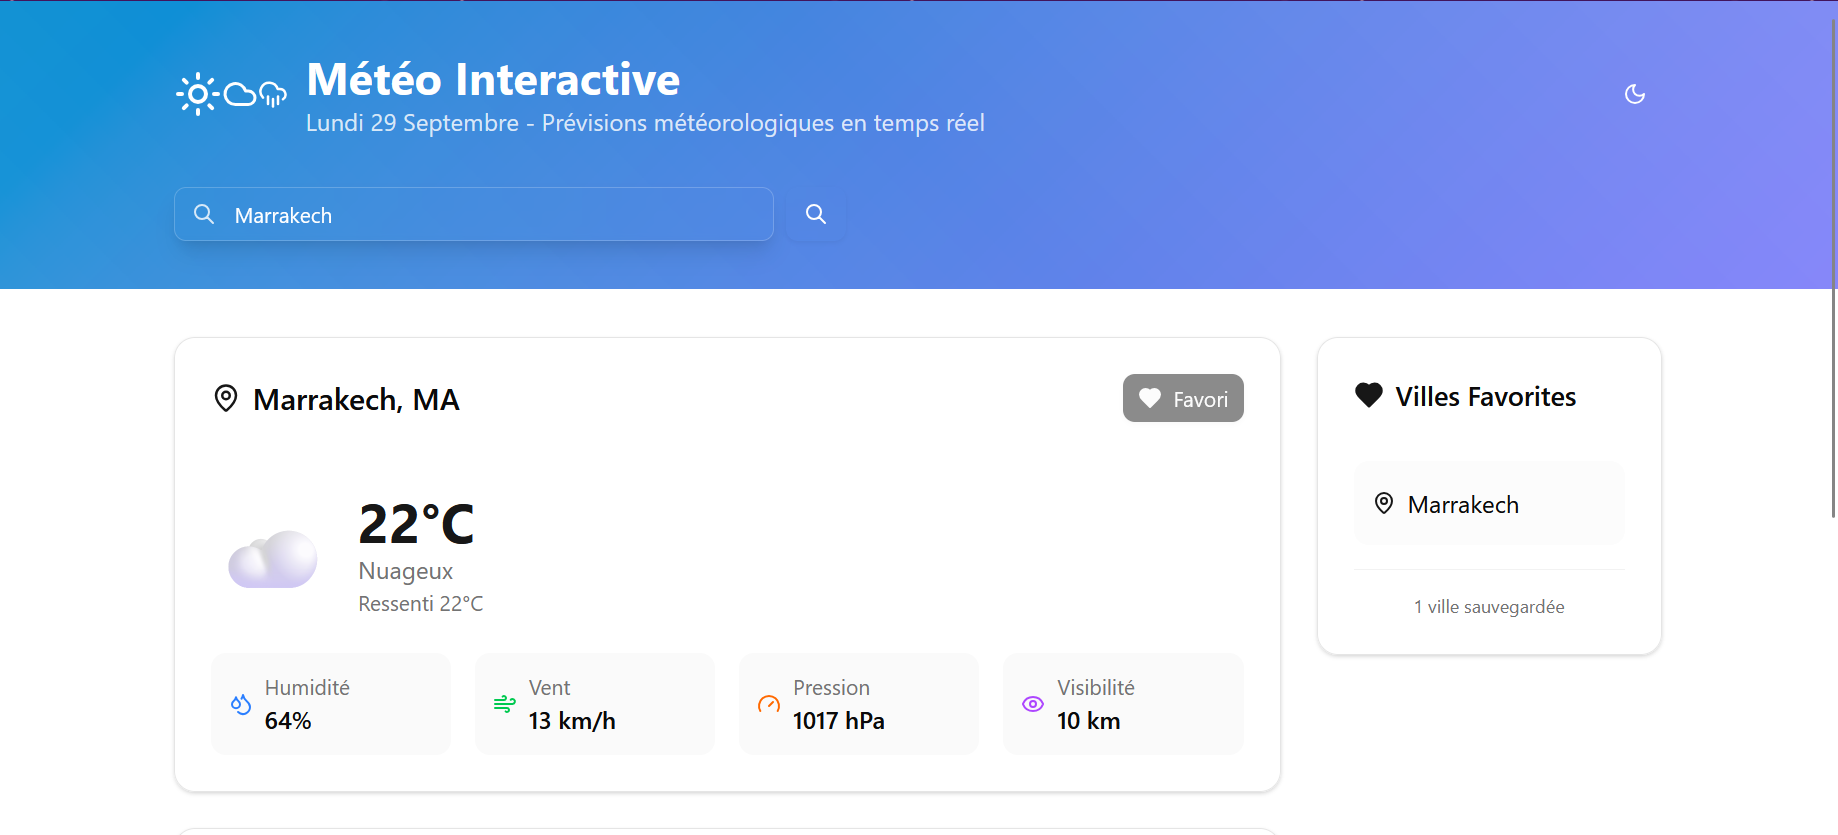 Météo Interactive
Lundi 29 Septembre - Prévisions météorologiques en temps réel
Marrakech
Marrakech, MA
Favori
22°C
Nuageux
Ressenti 22°C
Humidité
64%
Vent
13 km/h
Pression
1017 hPa
Visibilité
10 km
Villes Favorites
Marrakech
1 ville sauvegardée